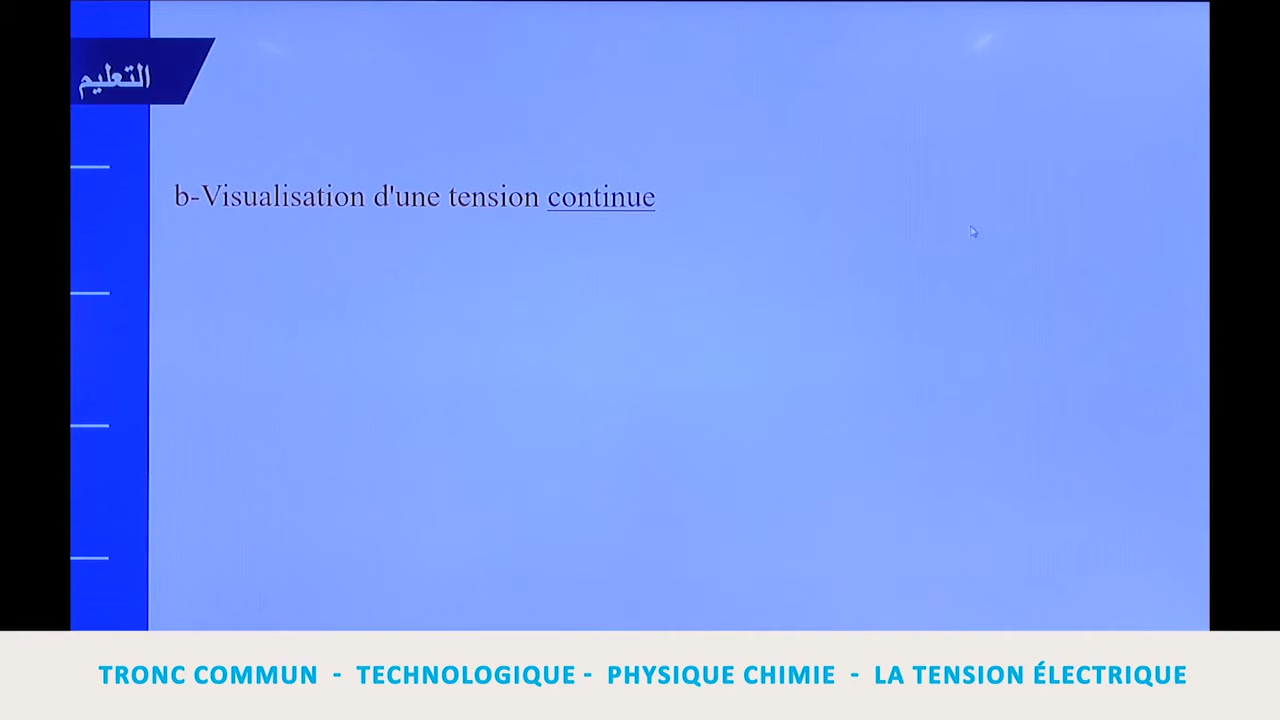 التعليم
b-Visualisation d'une tension continue
TRONC COMMUN - TECHNOLOGIQUE - PHYSIQUE CHIMIE - LA TENSION ÉLECTRIQUE